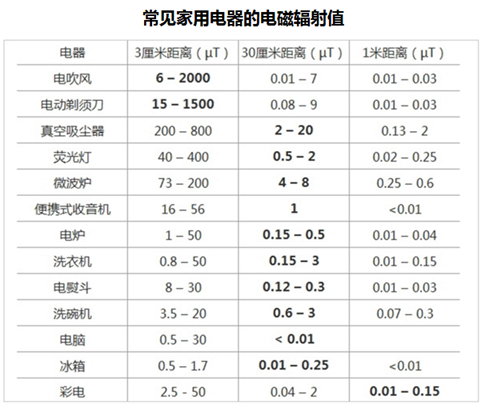 常见家用电器的电磁辐射值
电器 3厘米距离（μT） 30厘米距离（μT） 1米距离（μT）
电吹风 6 – 2000 0.01 – 7 0.01 – 0.03
电动剃须刀 15 – 1500 0.08 – 9 0.01 – 0.03
真空吸尘器 200 – 800 2 – 20 0.13 – 2
荧光灯 40 – 400 0.5 – 2 0.02 – 0.25
微波炉 73 – 200 4 – 8 0.25 – 0.6
便携式收音机 16 – 56 1 <0.01
电炉 1 – 50 0.15 – 0.5 0.01 – 0.04
洗衣机 0.8 – 50 0.15 – 3 0.01 – 0.15
电熨斗 8 – 30 0.12 – 0.3 0.01 – 0.03
洗碗机 3.5 – 20 0.6 – 3 0.07 – 0.3
电脑 0.5 – 30 < 0.01
冰箱 0.5 – 1.7 0.01 – 0.25 <0.01
彩电 2.5 - 50 0.04 – 2 0.01 – 0.15